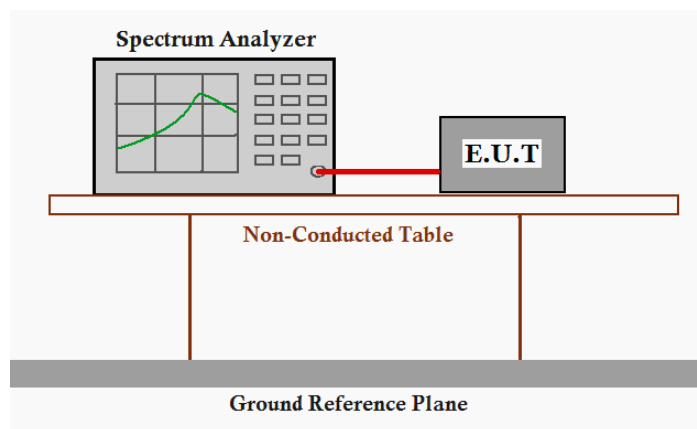 Spectrum Analyzer
E.U.T
Non-Conducted Table
Ground Reference Plane